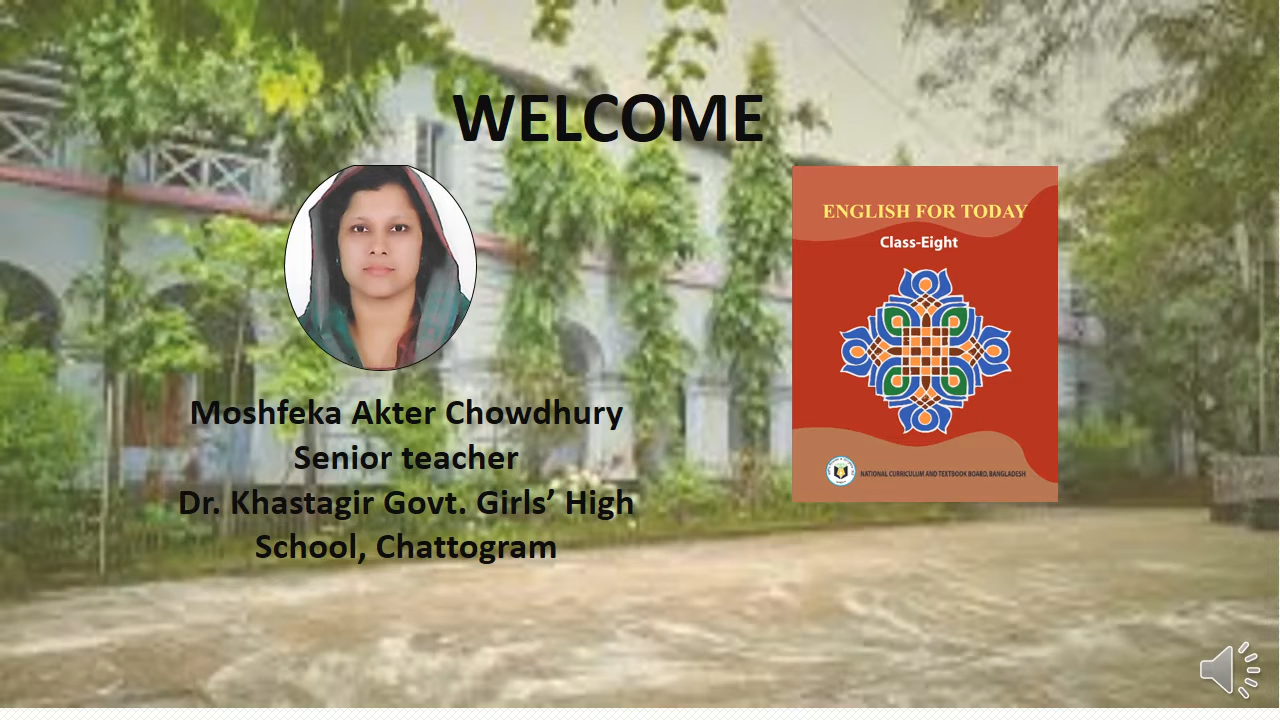 WELCOME
Moshfeka Akter Chowdhury
Senior teacher
Dr. Khastagir Govt. Girls’ High
School, Chattogram
ENGLISH FOR TODAY
Class-Eight
NATIONAL CURRICULUM AND TEXTBOOK BOARD, BANGLADESH